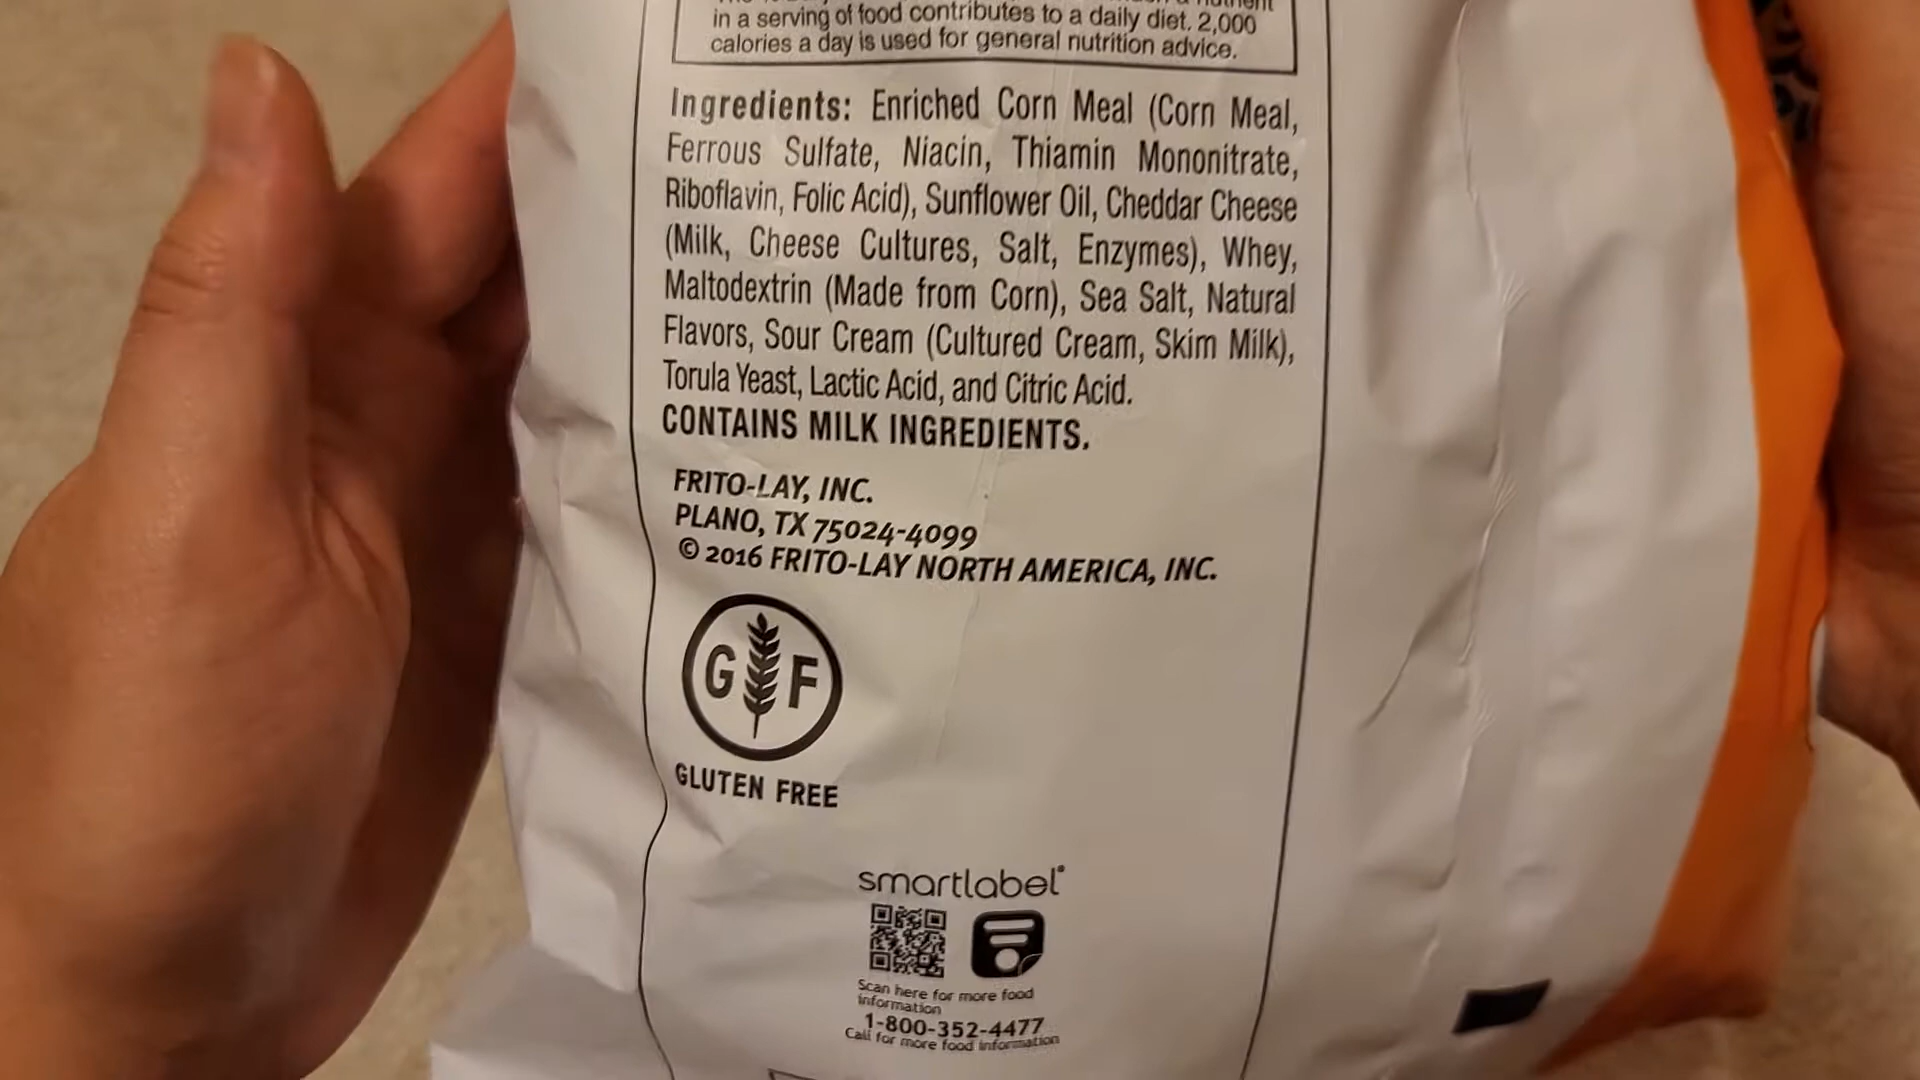 in a serving of food contributes to a daily diet. 2,000
calories a day is used for general nutrition advice.
Ingredients: Enriched Corn Meal (Corn Meal,
Ferrous Sulfate, Niacin, Thiamin Mononitrate,
Riboflavin, Folic Acid), Sunflower Oil, Cheddar Cheese
(Milk, Cheese Cultures, Salt, Enzymes), Whey,
Maltodextrin (Made from Corn), Sea Salt, Natural
Flavors, Sour Cream (Cultured Cream, Skim Milk),
Torula Yeast, Lactic Acid, and Citric Acid.
CONTAINS MILK INGREDIENTS.
FRITO-LAY, INC.
PLANO, TX 75024-4099
© 2016 FRITO-LAY NORTH AMERICA, INC.
G F
GLUTEN FREE
smartlabel®
Scan here for more food
information
1-800-352-4477
Call for more food information